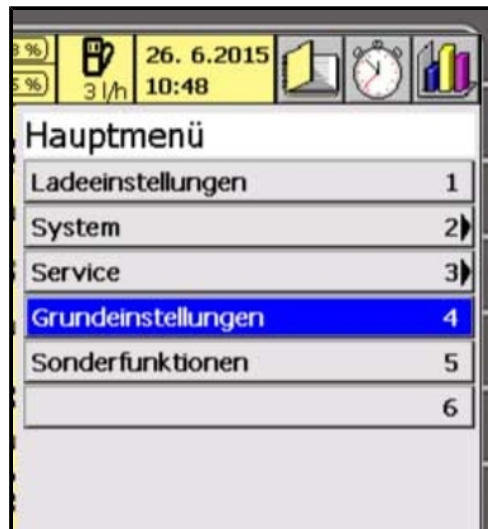 %)
%)
3 l/h
26. 6.2015
10:48
Hauptmenü
Ladeeinstellungen 1
System 2
Service 3
Grundeinstellungen 4
Sonderfunktionen 5
6